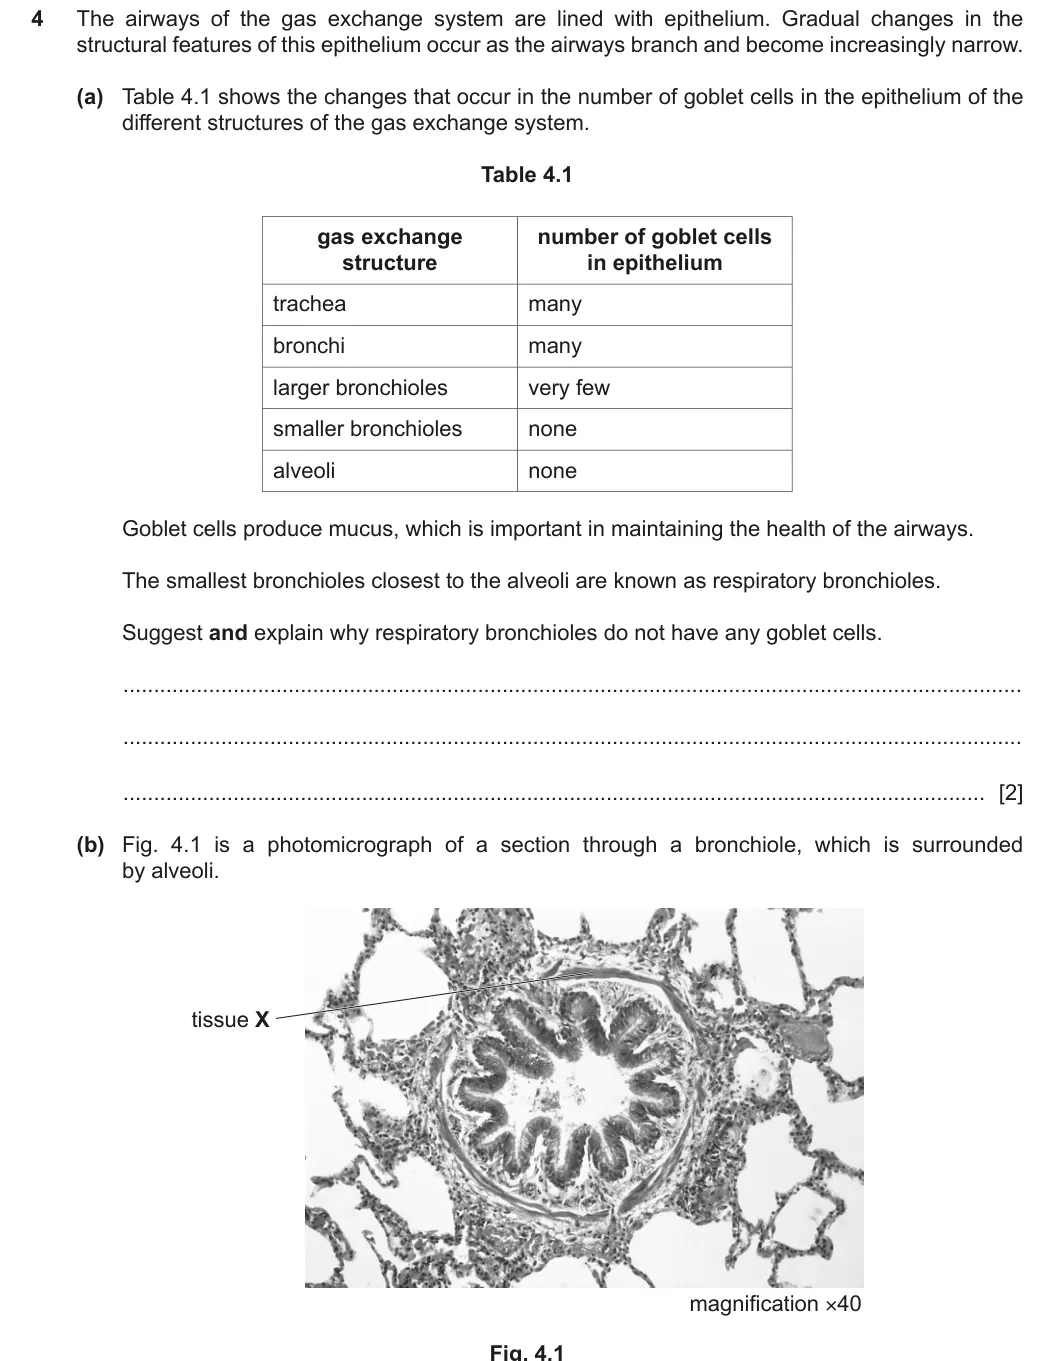 4 The airways of the gas exchange system are lined with epithelium. Gradual changes in the
structural features of this epithelium occur as the airways branch and become increasingly narrow.
(a) Table 4.1 shows the changes that occur in the number of goblet cells in the epithelium of the
different structures of the gas exchange system.
Table 4.1
gas exchange structure | number of goblet cells in epithelium
trachea | many
bronchi | many
larger bronchioles | very few
smaller bronchioles | none
alveoli | none
Goblet cells produce mucus, which is important in maintaining the health of the airways.
The smallest bronchioles closest to the alveoli are known as respiratory bronchioles.
Suggest and explain why respiratory bronchioles do not have any goblet cells.
[2]
(b) Fig. 4.1 is a photomicrograph of a section through a bronchiole, which is surrounded
by alveoli.
tissue X
magnification ×40
Fig. 4.1